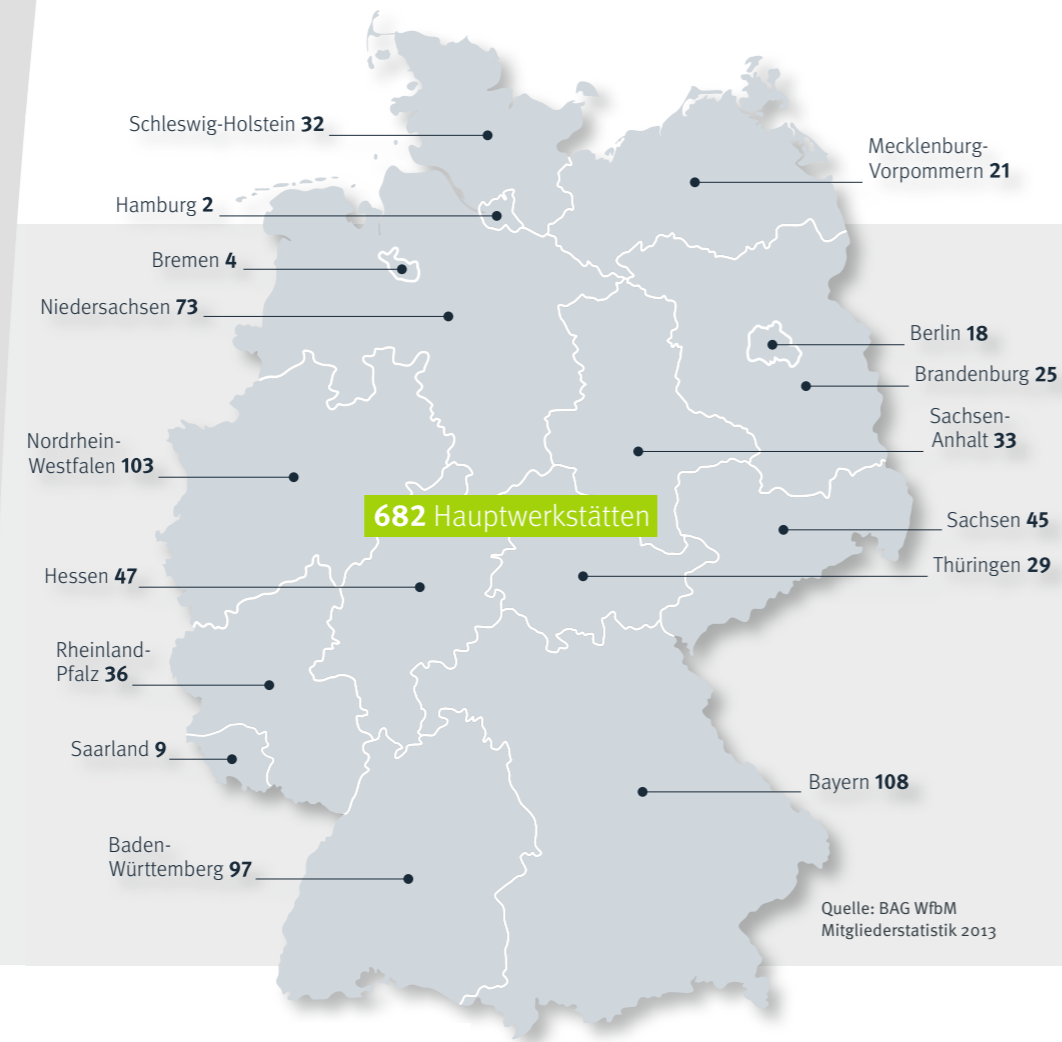 Schleswig-Holstein 32
Mecklenburg-
Vorpommern 21
Hamburg 2
Bremen 4
Niedersachsen 73
Berlin 18
Brandenburg 25
Sachsen-
Anhalt 33
Nordrhein-
Westfalen 103
682 Hauptwerkstätten
Sachsen 45
Thüringen 29
Hessen 47
Rheinland-
Pfalz 36
Saarland 9
Bayern 108
Baden-
Württemberg 97
Quelle: BAG WfbM
Mitgliederstatistik 2013